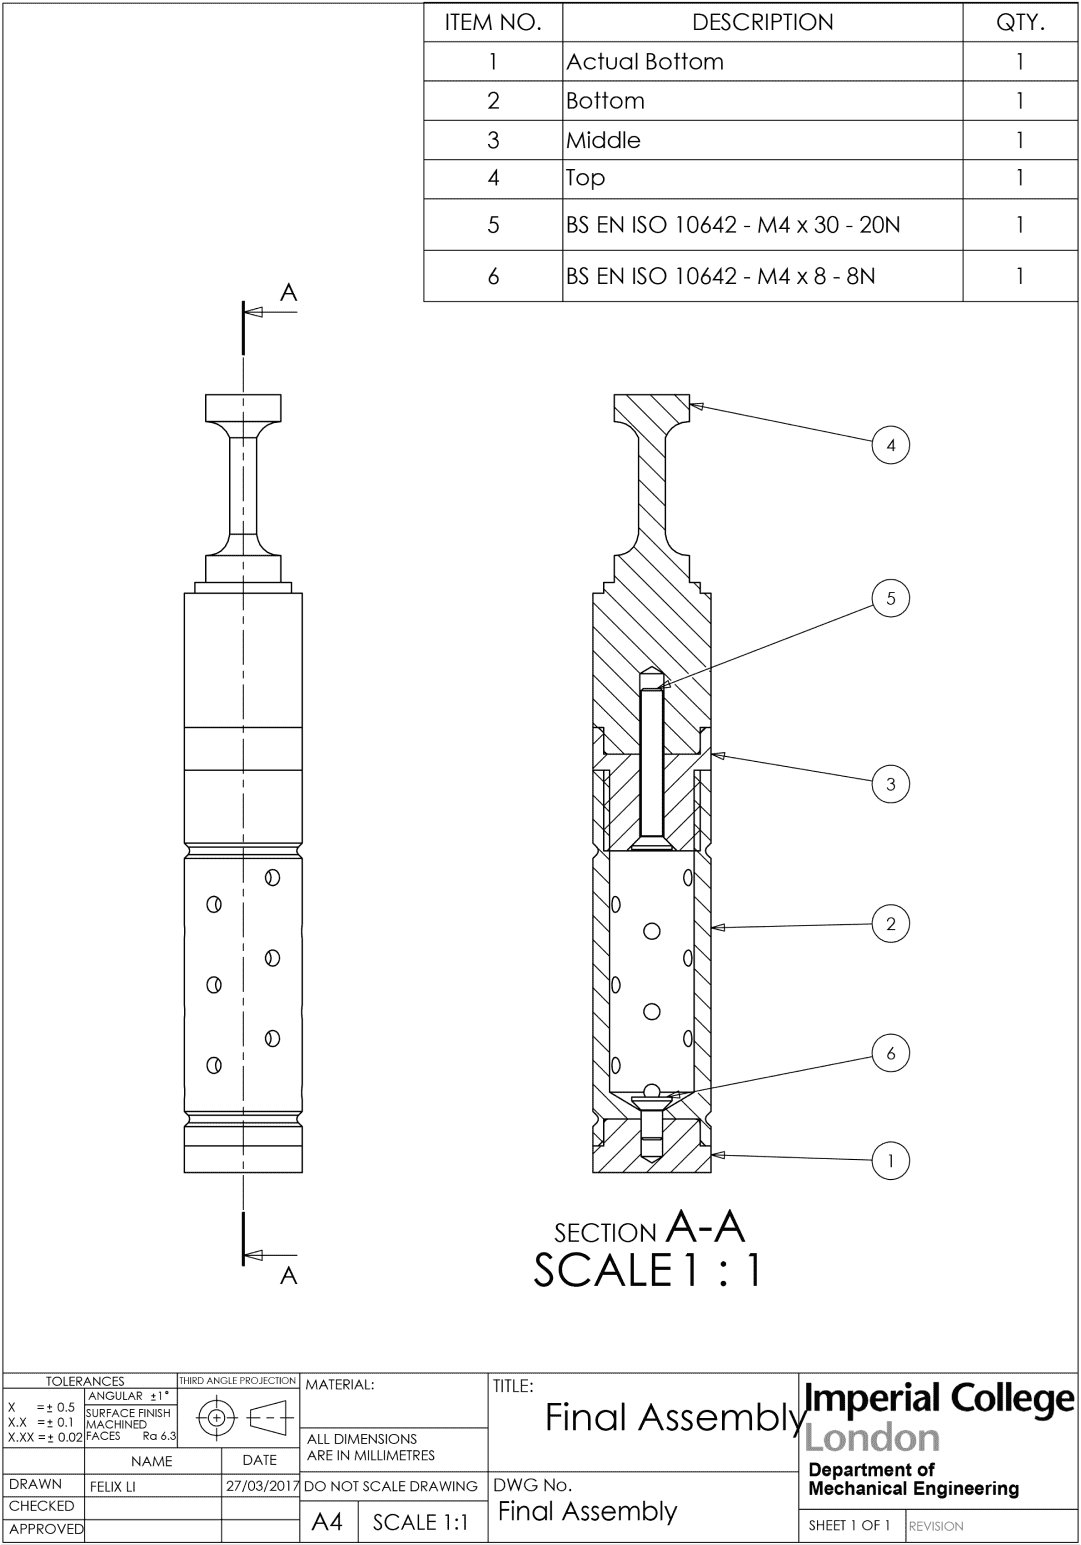 ITEM NO. DESCRIPTION QTY.
1 Actual Bottom 1
2 Bottom 1
3 Middle 1
4 Top 1
5 BS EN ISO 10642 - M4 x 30 - 20N 1
6 BS EN ISO 10642 - M4 x 8 - 8N 1
A
4
5
3
2
6
1
A
SECTION A-A
SCALE 1 : 1
TOLERANCES
X =± 0.5
X.X =± 0.1
X.XX =± 0.02
ANGULAR ±1°
SURFACE FINISH
MACHINED
FACES Ra 6.3
THIRD ANGLE PROJECTION
NAME DATE
DRAWN FELIX LI 27/03/2017
CHECKED
APPROVED
MATERIAL:
ALL DIMENSIONS
ARE IN MILLIMETRES
DO NOT SCALE DRAWING
A4 SCALE 1:1
TITLE:
Final Assembly
DWG No.
Final Assembly
Imperial College
London
Department of
Mechanical Engineering
SHEET 1 OF 1 REVISION